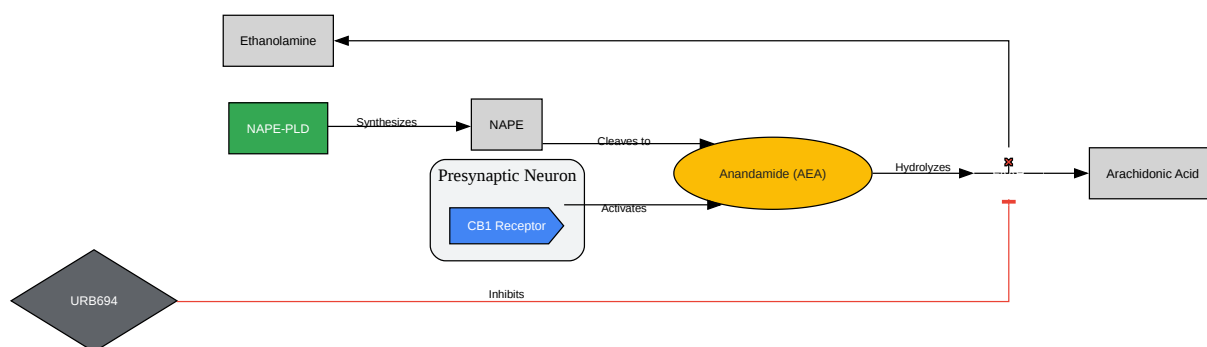 Ethanolamine
NAPE-PLD
Synthesizes
NAPE
Cleaves to
Presynaptic Neuron
CB1 Receptor
Activates
Anandamide (AEA)
Hydrolyzes
Arachidonic Acid
URB694
Inhibits